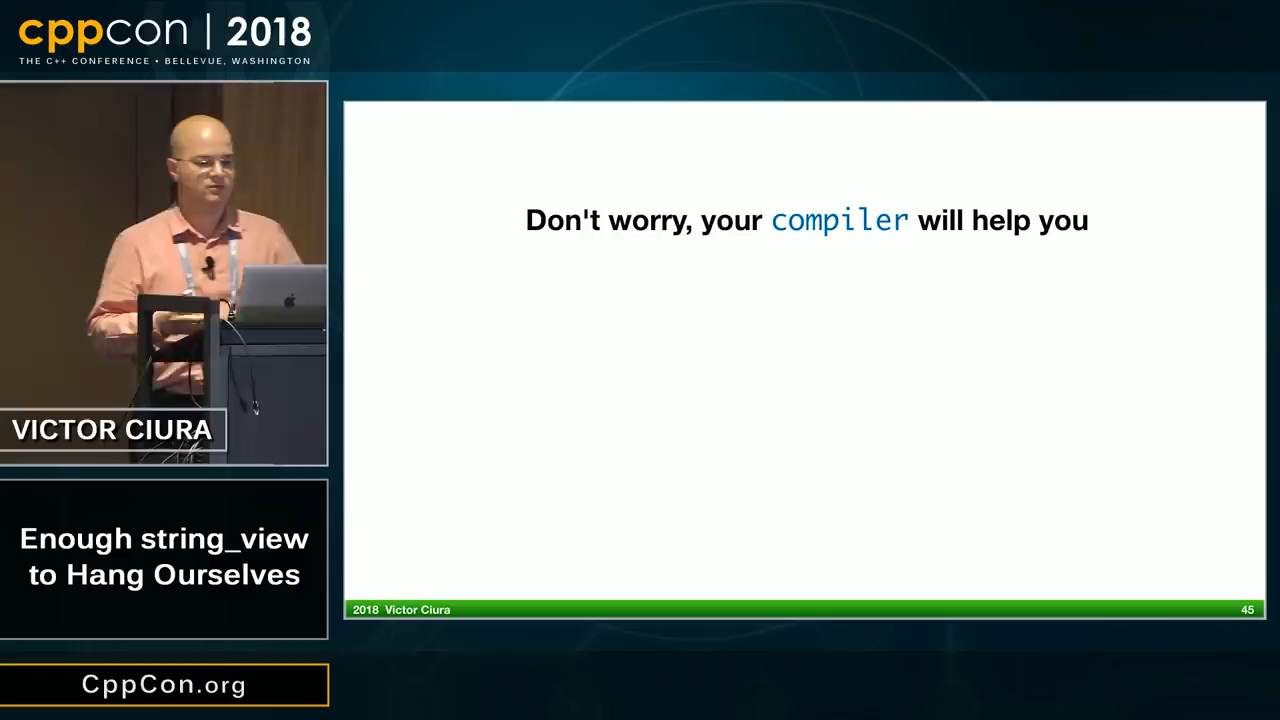 cppcon | 2018
THE C++ CONFERENCE • BELLEVUE, WASHINGTON
Don't worry, your compiler will help you
VICTOR CIURA
Enough string_view
to Hang Ourselves
2018 Victor Ciura
45
CppCon.org